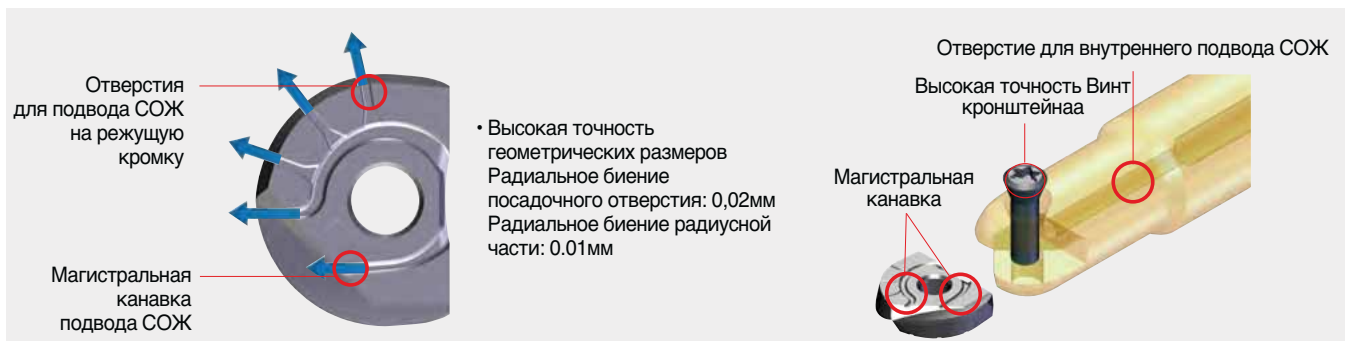 Отверстия
для подвода СОЖ
на режущую
кромку
Магистральная
канавка
подвода СОЖ
• Высокая точность
геометрических размеров
Радиальное биение
посадочного отверстия: 0,02мм
Радиальное биение радиусной
части: 0.01мм
Отверстие для внутреннего подвода СОЖ
Высокая точность Винт
кронштейнаа
Магистральная
канавка